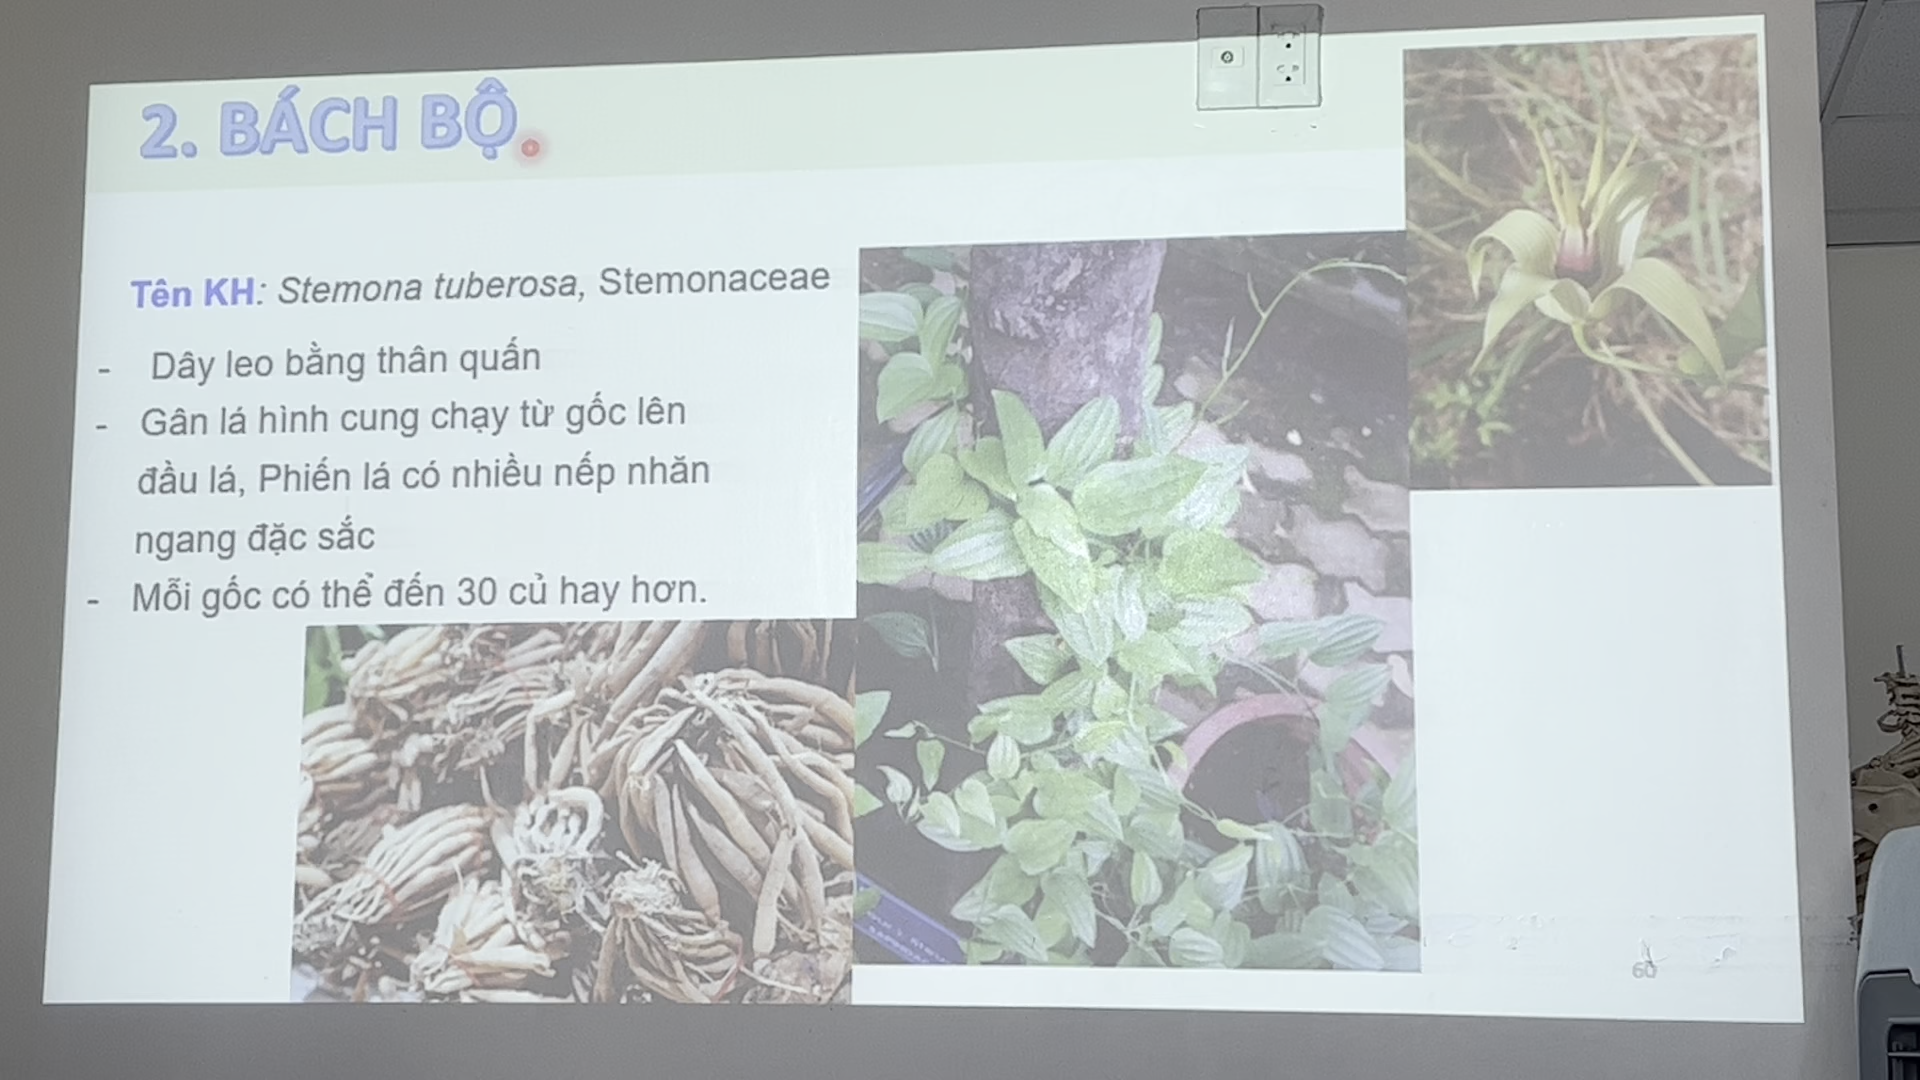 2. BÁCH BỘ
Tên KH: Stemona tuberosa, Stemonaceae
- Dây leo bằng thân quấn
- Gân lá hình cung chạy từ gốc lên
đầu lá, Phiến lá có nhiều nếp nhăn
ngang đặc sắc
- Mỗi gốc có thể đến 30 củ hay hơn.
60